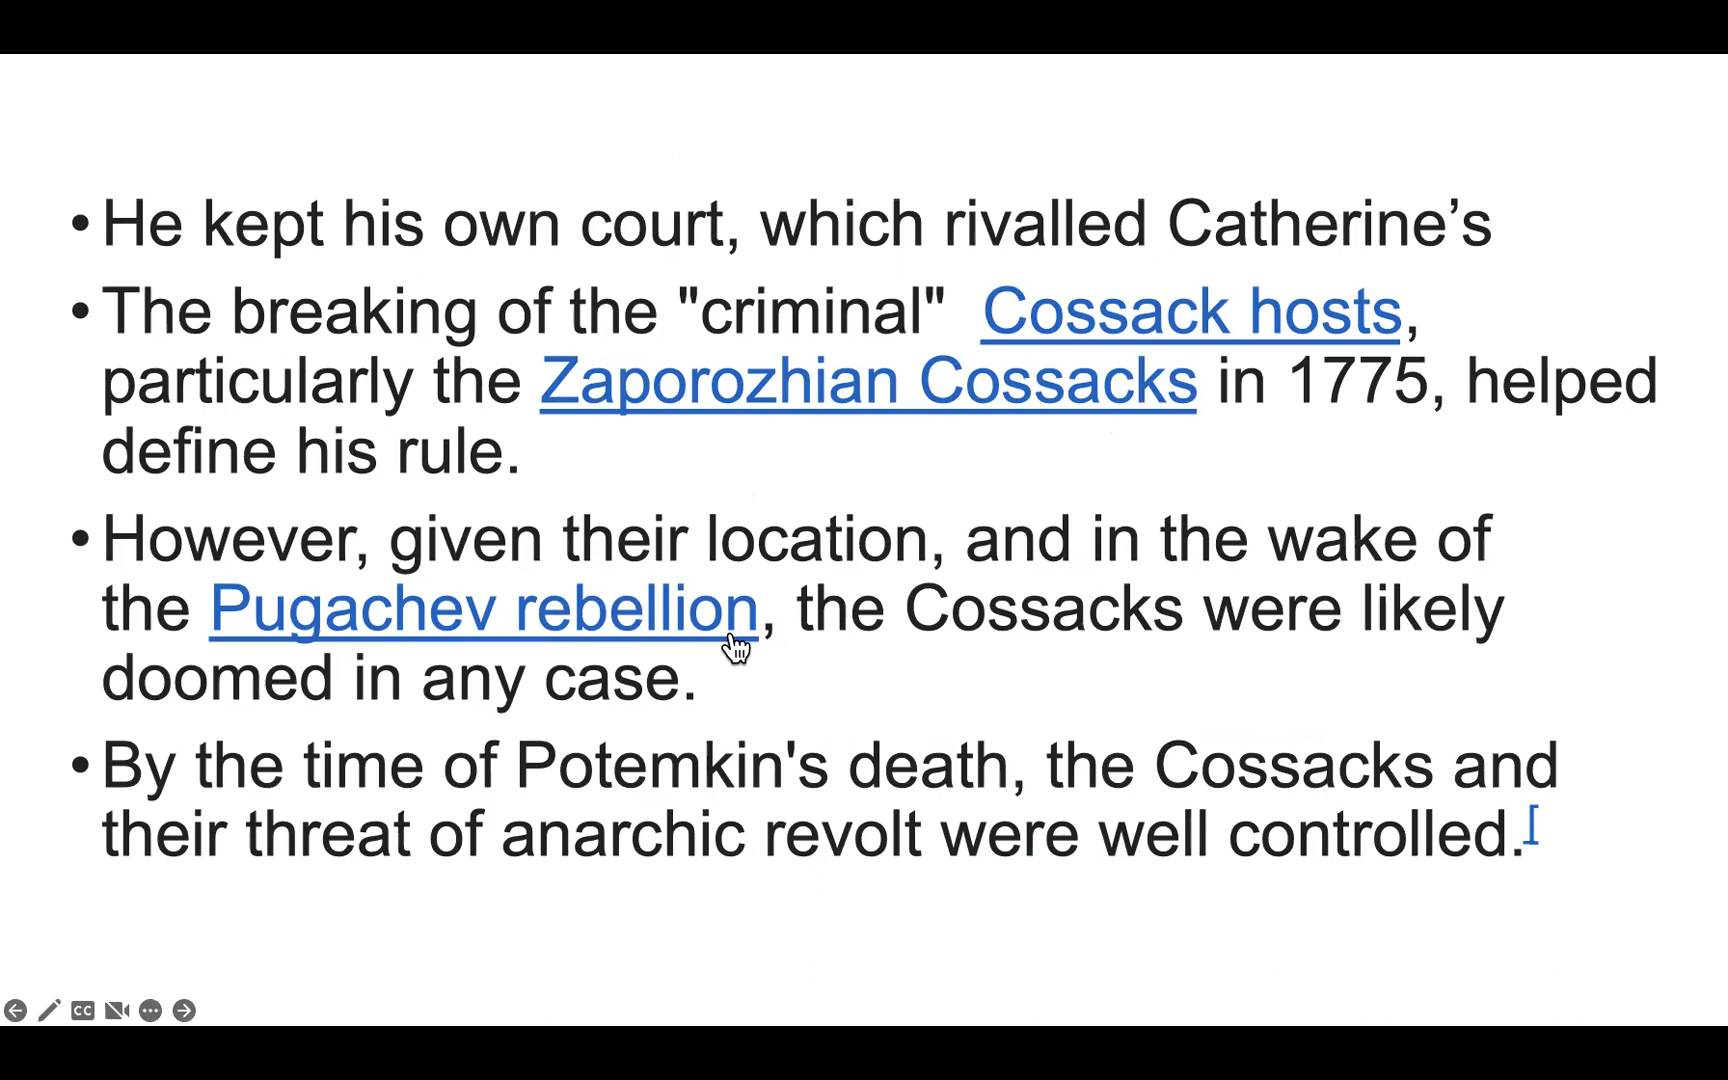 • He kept his own court, which rivalled Catherine’s
• The breaking of the "criminal"  Cossack hosts,
particularly the Zaporozhian Cossacks in 1775, helped
define his rule.
• However, given their location, and in the wake of
the Pugachev rebellion, the Cossacks were likely
doomed in any case.
• By the time of Potemkin's death, the Cossacks and
their threat of anarchic revolt were well controlled.[
CC